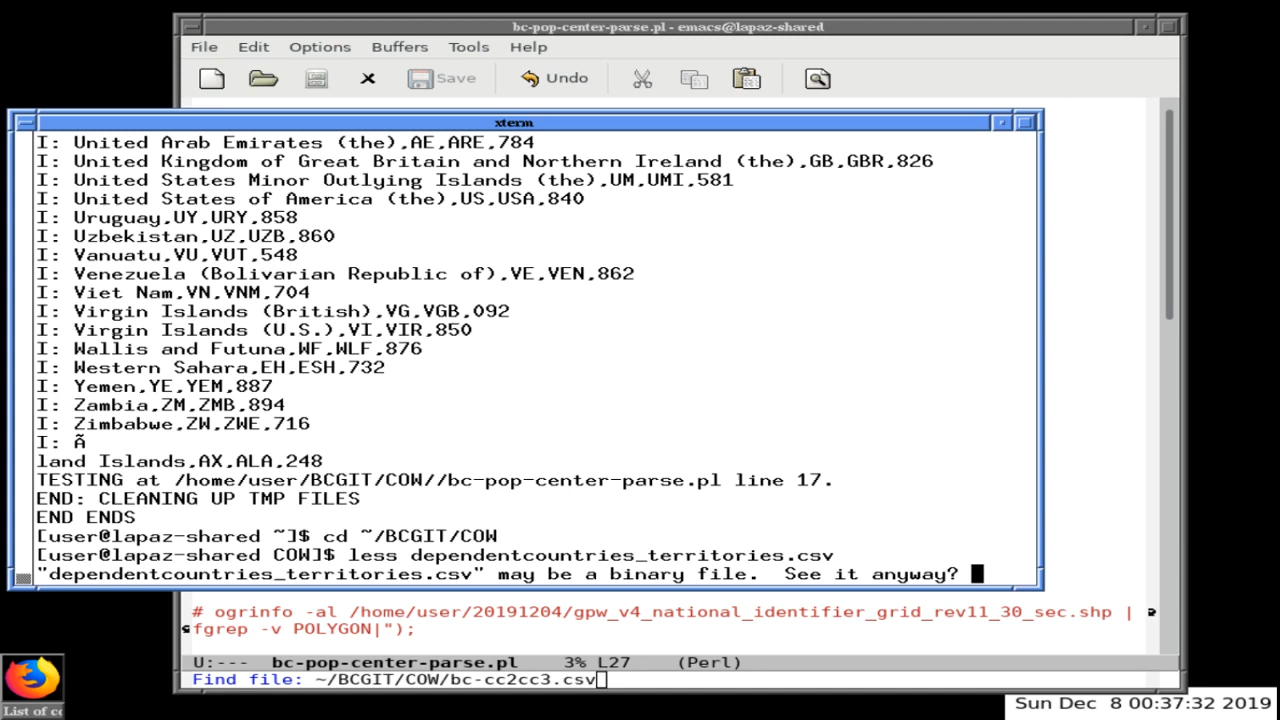 bc-pop-center-parse.pl - emacs@lapaz-shared
File Edit Options Buffers Tools Help
Save Undo
xterm
I: United Arab Emirates (the),AE,ARE,784
I: United Kingdom of Great Britain and Northern Ireland (the),GB,GBR,826
I: United States Minor Outlying Islands (the),UM,UMI,581
I: United States of America (the),US,USA,840
I: Uruguay,UY,URY,858
I: Uzbekistan,UZ,UZB,860
I: Vanuatu,VU,VUT,548
I: Venezuela (Bolivarian Republic of),VE,VEN,862
I: Viet Nam,VN,VNM,704
I: Virgin Islands (British),VG,VGB,092
I: Virgin Islands (U.S.),VI,VIR,850
I: Wallis and Futuna,WF,WLF,876
I: Western Sahara,EH,ESH,732
I: Yemen,YE,YEM,887
I: Zambia,ZM,ZMB,894
I: Zimbabwe,ZW,ZWE,716
I: Ã
land Islands,AX,ALA,248
TESTING at /home/user/BCGIT/COW//bc-pop-center-parse.pl line 17.
END: CLEANING UP TMP FILES
END ENDS
[user@lapaz-shared ~]$ cd ~/BCGIT/COW
[user@lapaz-shared COW]$ less dependentcountries_territories.csv
"dependentcountries_territories.csv" may be a binary file.  See it anyway?
# ogrinfo -al /home/user/20191204/gpw_v4_national_identifier_grid_rev11_30_sec.shp |
fgrep -v POLYGON|");
U:--- bc-pop-center-parse.pl 3% L27 (Perl)
Find file: ~/BCGIT/COW/bc-cc2cc3.csv
List of co
Sun Dec  8 00:37:32 2019